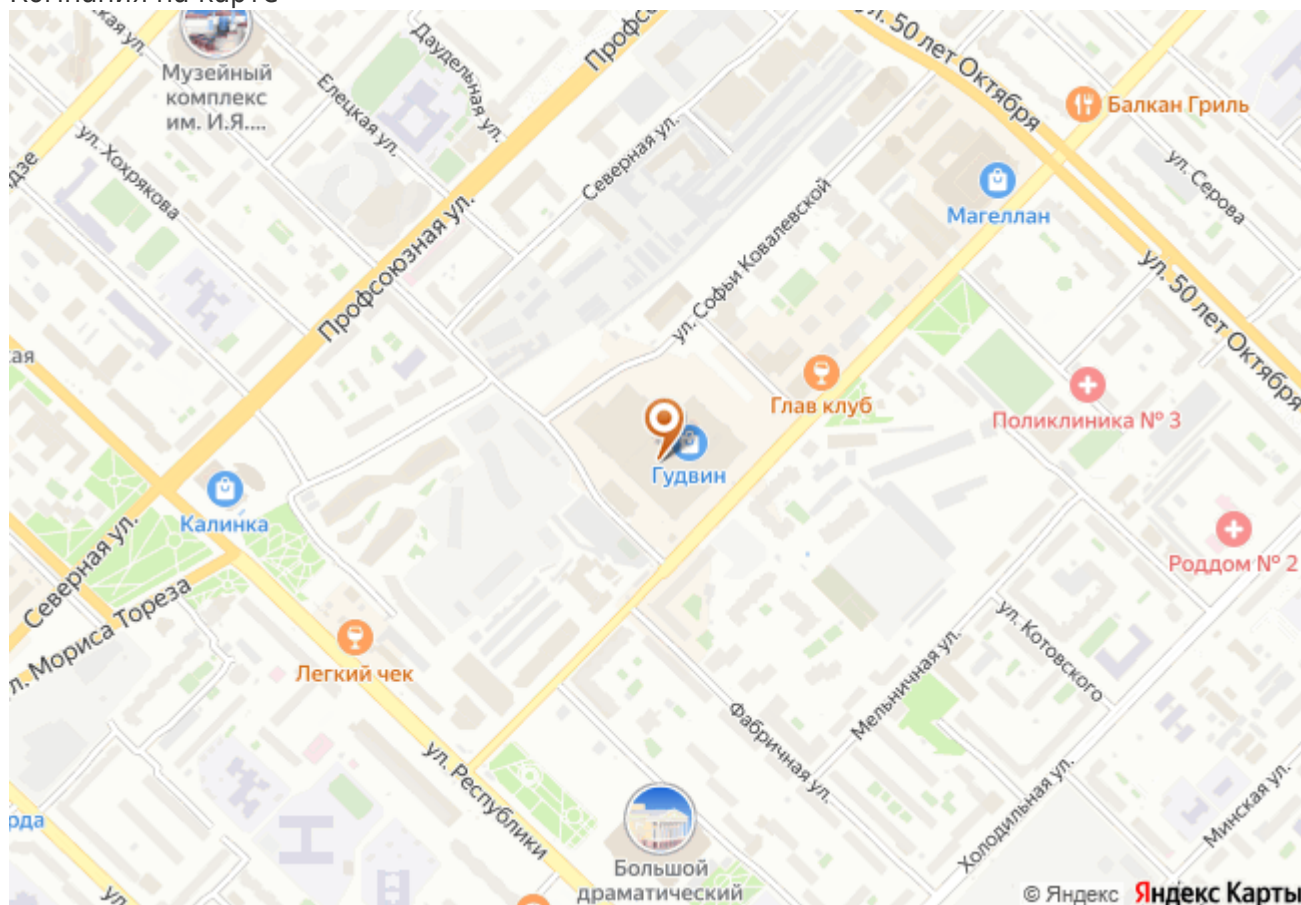 Компания на карте
Музейный
комплекс
им. И.Я....
Даудельная ул.
Елецкая ул.
ул. Хохрякова
Профсоюзная ул.
Северная ул.
ул. 50 лет Октября
Балкан Гриль
ул. Серова
Магеллан
ул. Софьи Ковалевской
ул. 50 лет Октября
Глав клуб
Поликлиника № 3
Гудвин
Калинка
Северная ул.
ул. Мориса Тореза
Роддом № 2
Легкий чек
ул. Котовского
Мельничная ул.
Фабричная ул.
ул. Республики
Холодильная ул.
Минская ул.
Большой
драматический
© Яндекс Яндекс Карты